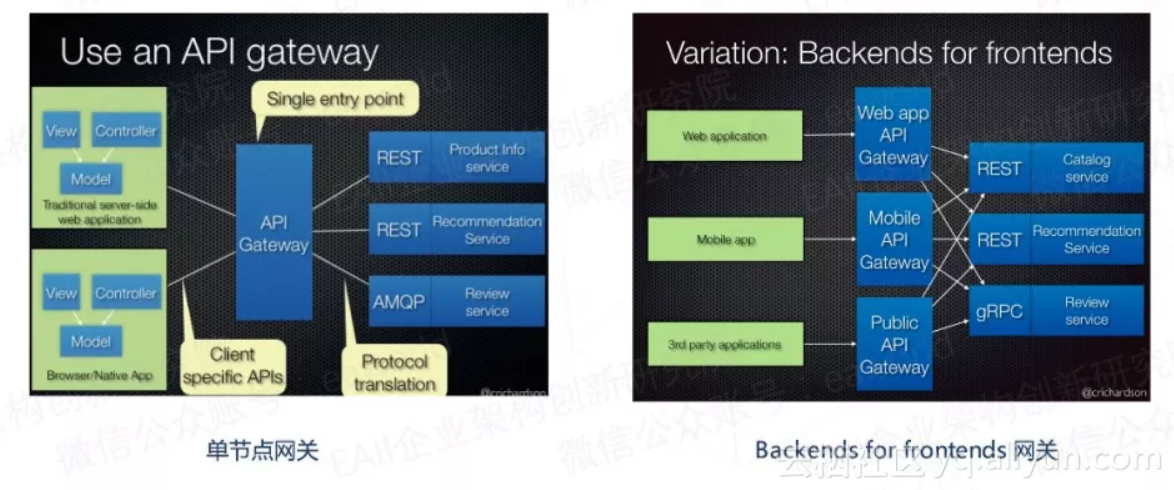 Use an API gateway
Single entry point
View
Controller
Model
Traditional server-side
web application
View
Controller
Model
Browser/Native App
API
Gateway
REST
Product Info
service
REST
Recommendation
Service
AMQP
Review
service
Client
specific APIs
Protocol
translation
@crichardson
单节点网关
Variation: Backends for frontends
Web application
Mobile app
3rd party applications
Web app
API
Gateway
Mobile
API
Gateway
Public
API
Gateway
REST
Catalog
service
REST
Recommendation
Service
gRPC
Review
service
@crichardson
Backends for frontends 网关
云栖社区 yq.aliyun.com